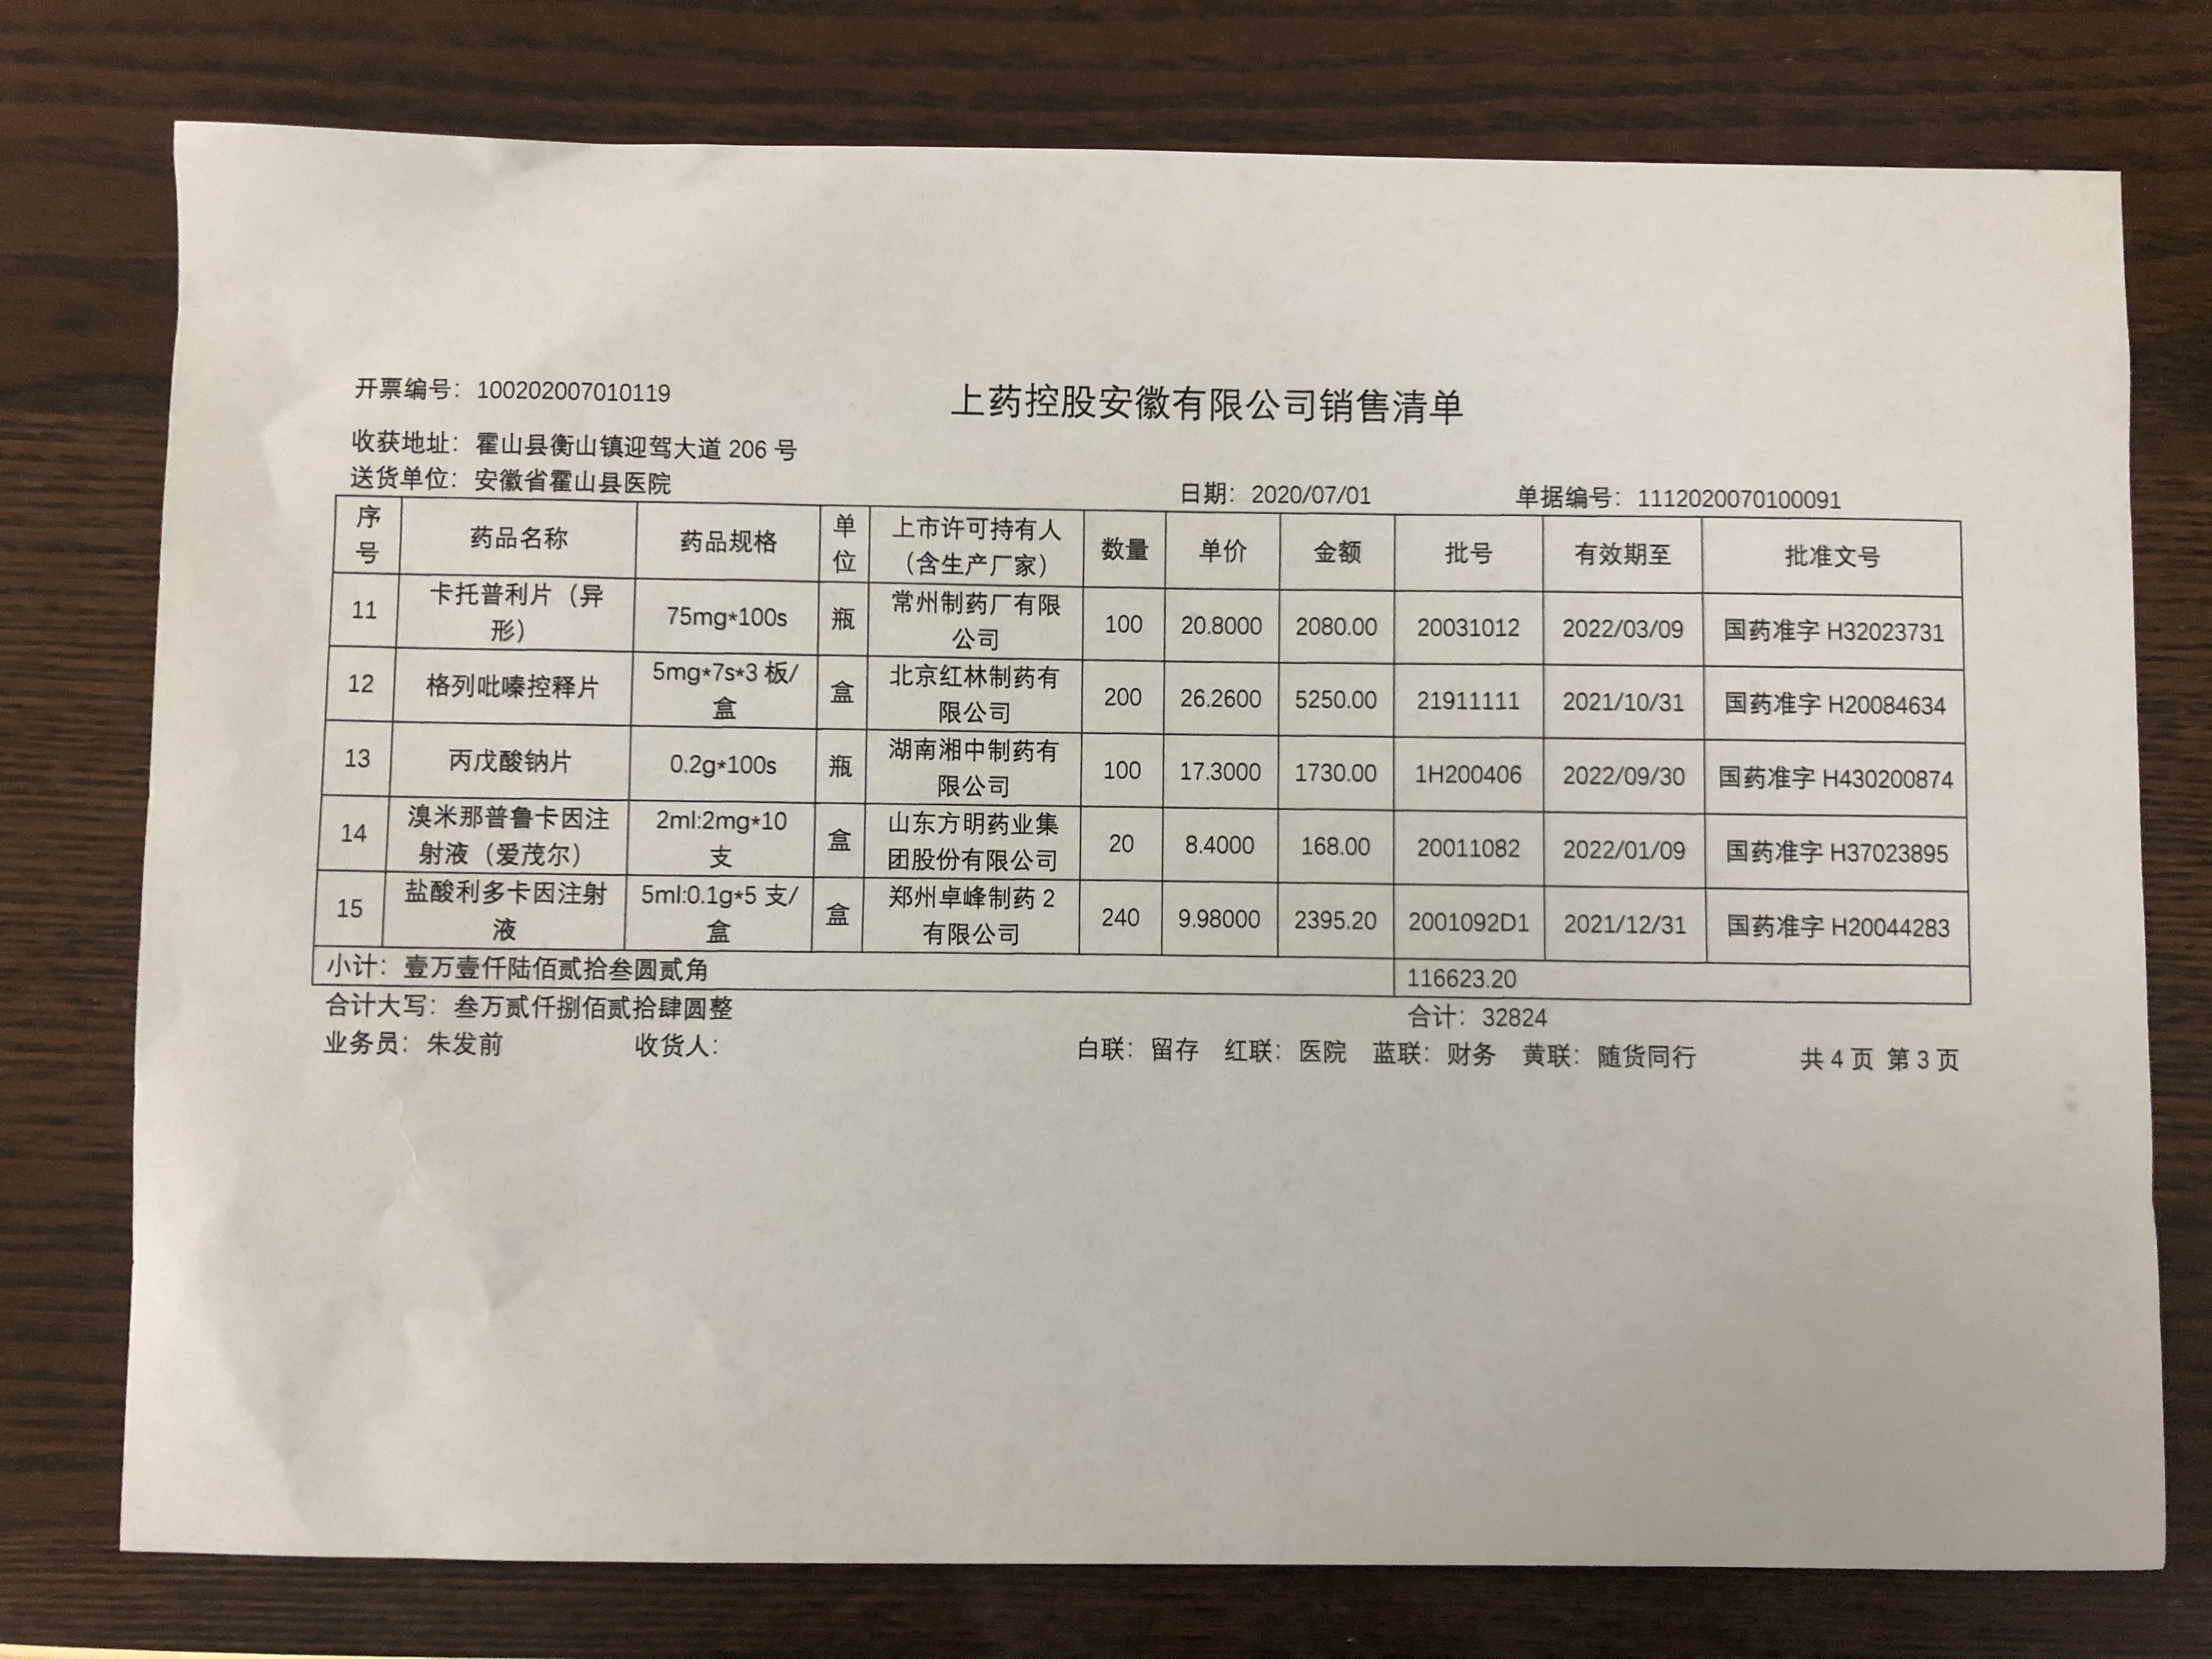 开票编号：100202007010119
上药控股安徽有限公司销售清单
收获地址：霍山县衡山镇迎驾大道 206 号
送货单位：安徽省霍山县医院 日期：2020/07/01 单据编号：1112020070100091
序号 药品名称 药品规格 单位 上市许可持有人（含生产厂家） 数量 单价 金额 批号 有效期至 批准文号
11 卡托普利片（异形） 75mg*100s 瓶 常州制药厂有限公司 100 20.8000 2080.00 20031012 2022/03/09 国药准字 H32023731
12 格列吡嗪控释片 5mg*7s*3 板/盒 盒 北京红林制药有限公司 200 26.2600 5250.00 21911111 2021/10/31 国药准字 H20084634
13 丙戊酸钠片 0.2g*100s 瓶 湖南湘中制药有限公司 100 17.3000 1730.00 1H200406 2022/09/30 国药准字 H430200874
14 溴米那普鲁卡因注射液（爱茂尔） 2ml:2mg*10支 盒 山东方明药业集团股份有限公司 20 8.4000 168.00 20011082 2022/01/09 国药准字 H37023895
15 盐酸利多卡因注射液 5ml:0.1g*5 支/盒 盒 郑州卓峰制药 2有限公司 240 9.98000 2395.20 2001092D1 2021/12/31 国药准字 H20044283
小计：壹万壹仟陆佰贰拾叁圆贰角 116623.20
合计大写：叁万贰仟捌佰贰拾肆圆整 合计：32824
业务员：朱发前 收货人： 白联：留存 红联：医院 蓝联：财务 黄联：随货同行 共 4 页 第 3 页